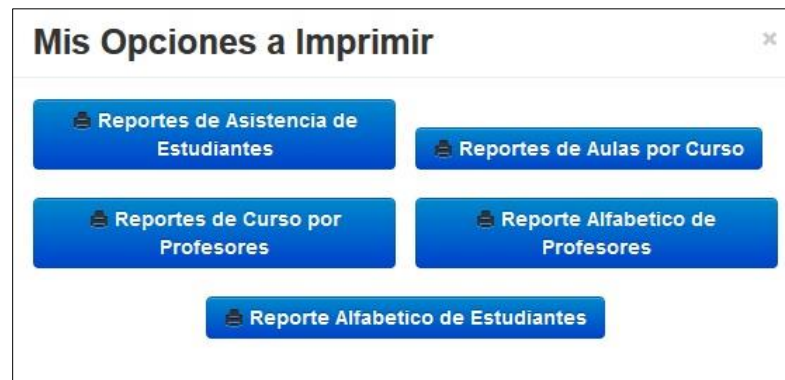 Mis Opciones a Imprimir
Reportes de Asistencia de
Estudiantes
Reportes de Aulas por Curso
Reportes de Curso por
Profesores
Reporte Alfabetico de
Profesores
Reporte Alfabetico de Estudiantes